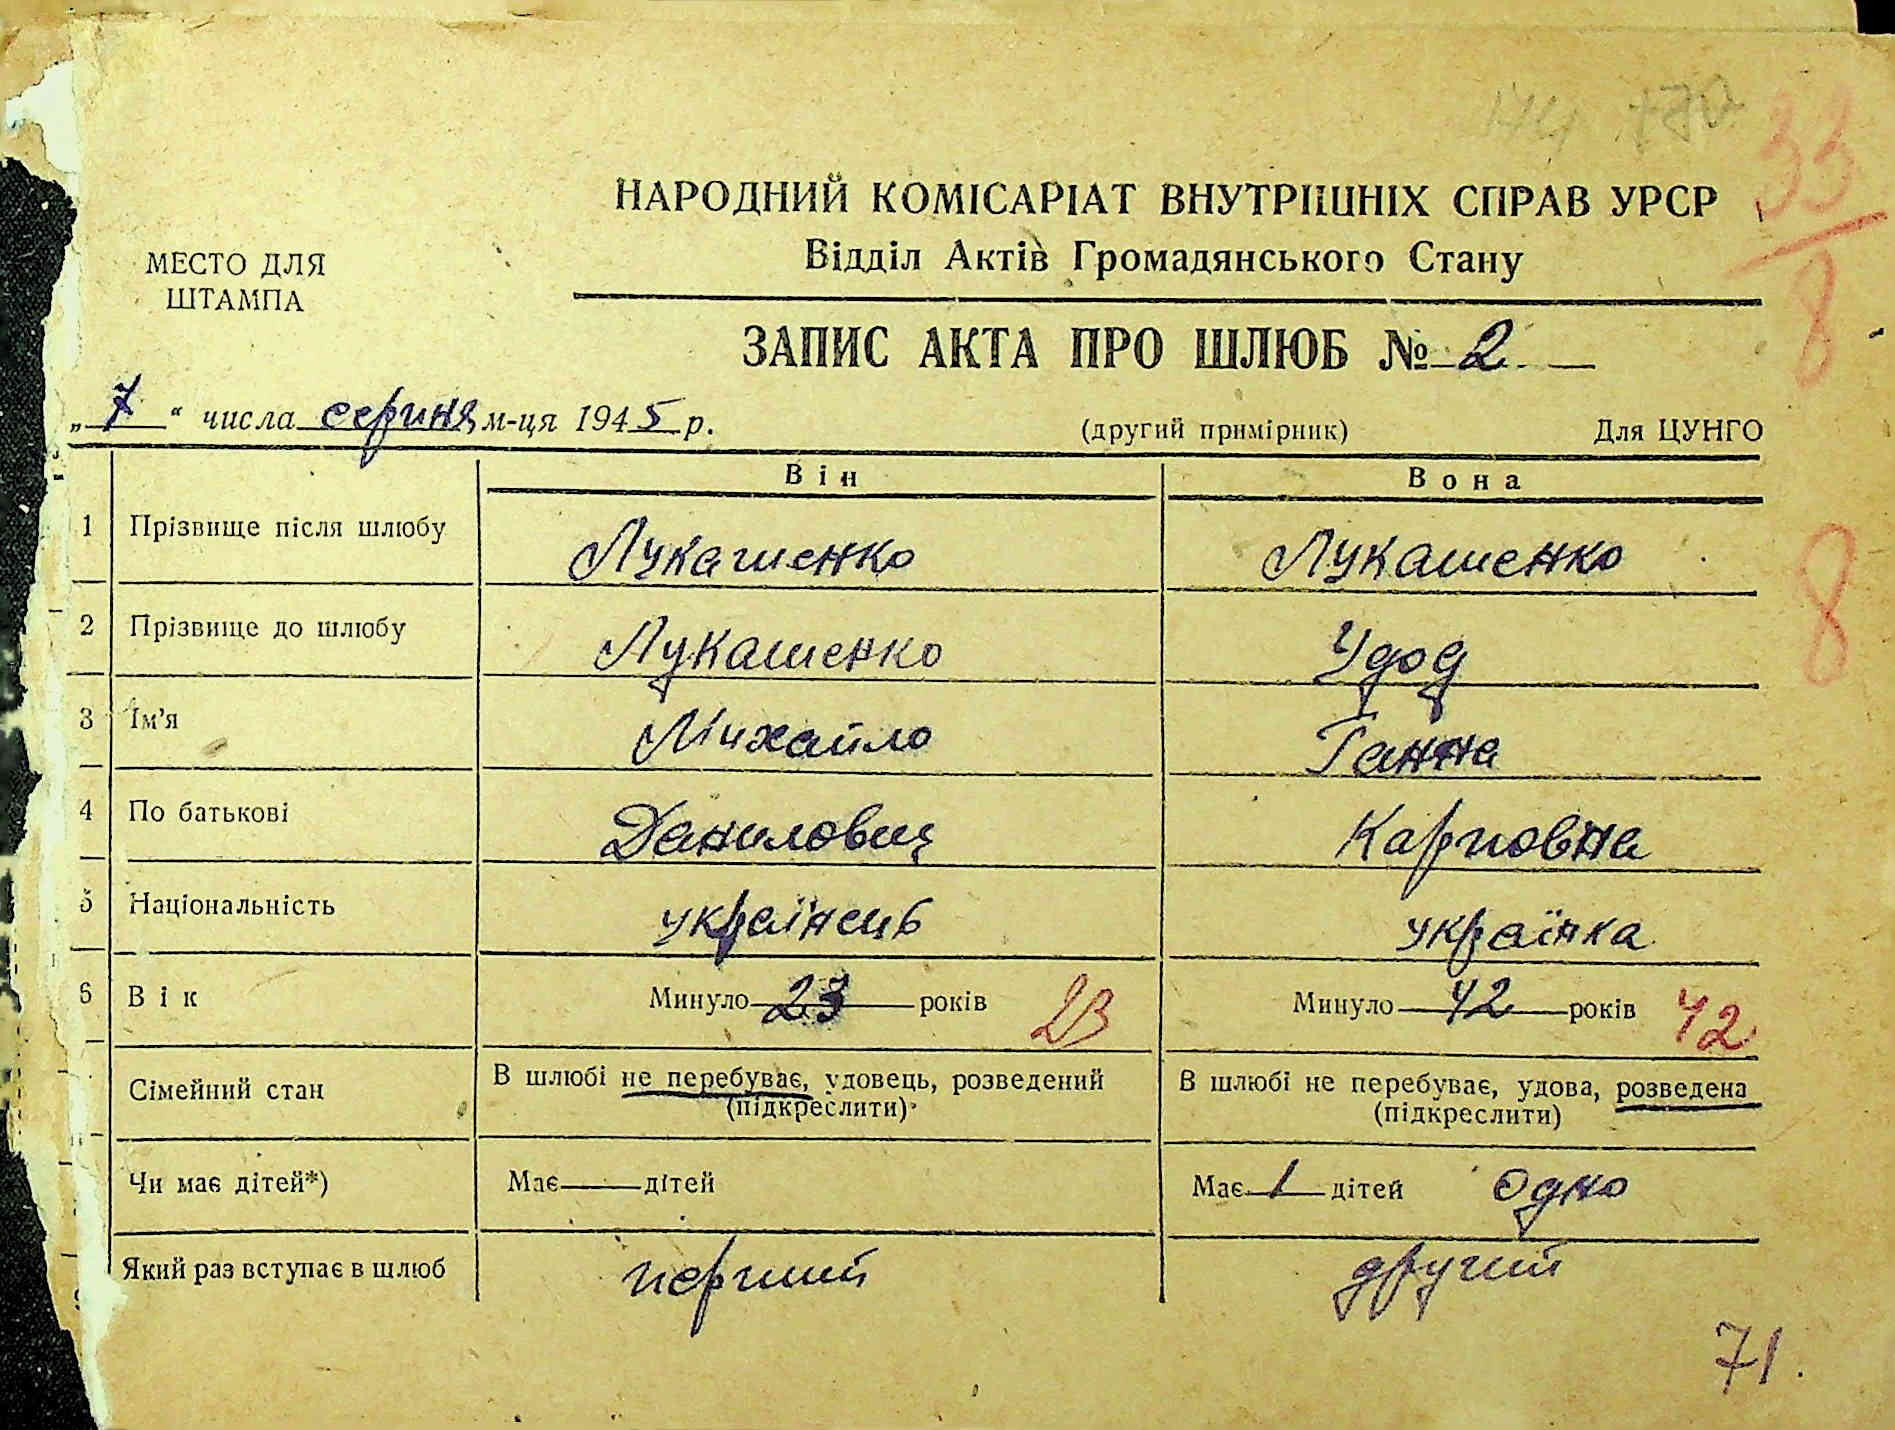 33
8
НАРОДНИЙ КОМІСАРІАТ ВНУТРІШНІХ СПРАВ УРСР
Відділ Актів Громадянського Стану
МЕСТО ДЛЯ
ШТАМПА
ЗАПИС АКТА ПРО ШЛЮБ № 2.
„7“ числа серпня м-ця 1945 р. (другий примірник) Для ЦУНГО
Він Вона
1 Прізвище після шлюбу Лукашенко Лукашенко
8
2 Прізвище до шлюбу Лукашенко Удод
3 Ім’я Михайло Ганна
4 По батькові Данилович Карповна
5 Національність українець українка
6 Вік Минуло 23 років 23 Минуло 42 років 42
Сімейний стан В шлюбі не перебуває, удовець, розведений В шлюбі не перебуває, удова, розведена
(підкреслити) (підкреслити)
Чи має дітей*) Має — дітей Має 1 дітей одно
Який раз вступає в шлюб перший другий
71.